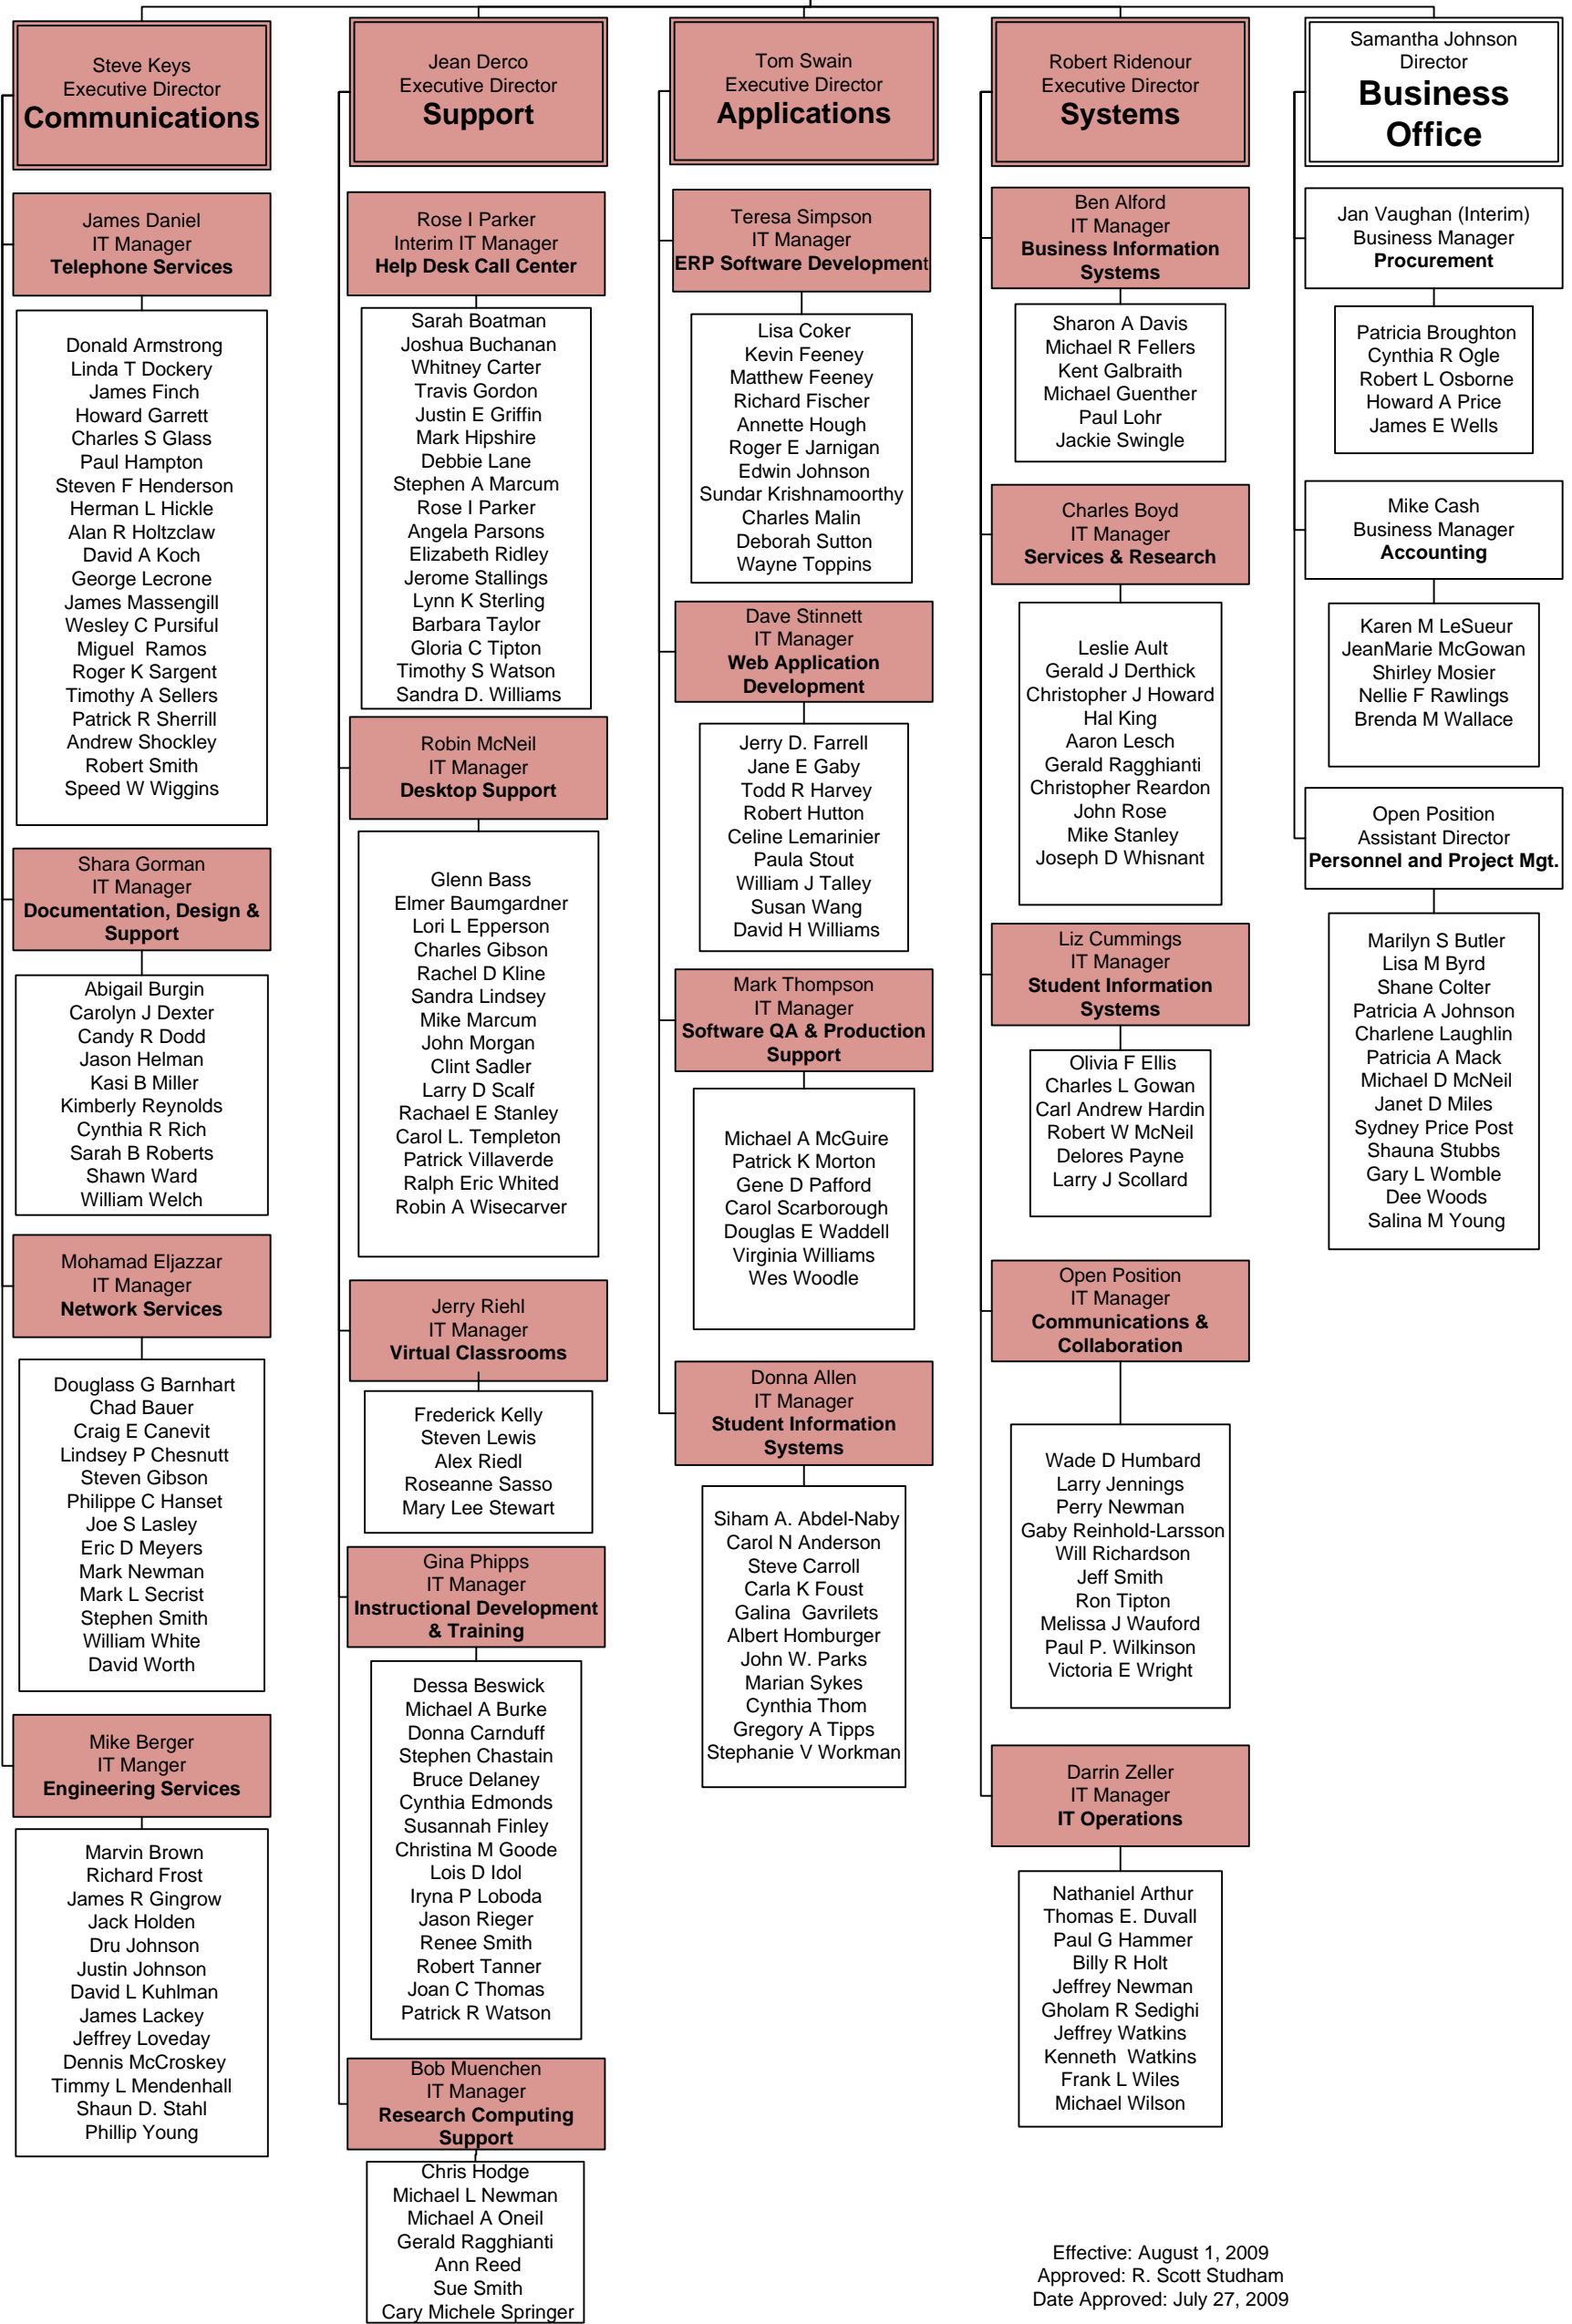 Steve Keys
Executive Director
Communications
James Daniel
IT Manager
Telephone Services
Donald Armstrong
Linda T Dockery
James Finch
Howard Garrett
Charles S Glass
Paul Hampton
Steven F Henderson
Herman L Hickle
Alan R Holtzclaw
David A Koch
George Lecrone
James Massengill
Wesley C Pursiful
Miguel Ramos
Roger K Sargent
Timothy A Sellers
Patrick R Sherrill
Andrew Shockley
Robert Smith
Speed W Wiggins
Shara Gorman
IT Manager
Documentation, Design &
Support
Abigail Burgin
Carolyn J Dexter
Candy R Dodd
Jason Helman
Kasi B Miller
Kimberly Reynolds
Cynthia R Rich
Sarah B Roberts
Shawn Ward
William Welch
Mohamad Eljazzar
IT Manager
Network Services
Douglass G Barnhart
Chad Bauer
Craig E Canevit
Lindsey P Chesnutt
Steven Gibson
Philippe C Hanset
Joe S Lasley
Eric D Meyers
Mark Newman
Mark L Secrist
Stephen Smith
William White
David Worth
Mike Berger
IT Manger
Engineering Services
Marvin Brown
Richard Frost
James R Gingrow
Jack Holden
Dru Johnson
Justin Johnson
David L Kuhlman
James Lackey
Jeffrey Loveday
Dennis McCroskey
Timmy L Mendenhall
Shaun D. Stahl
Phillip Young
Jean Derco
Executive Director
Support
Rose I Parker
Interim IT Manager
Help Desk Call Center
Sarah Boatman
Joshua Buchanan
Whitney Carter
Travis Gordon
Justin E Griffin
Mark Hipshire
Debbie Lane
Stephen A Marcum
Rose I Parker
Angela Parsons
Elizabeth Ridley
Jerome Stallings
Lynn K Sterling
Barbara Taylor
Gloria C Tipton
Timothy S Watson
Sandra D. Williams
Robin McNeil
IT Manager
Desktop Support
Glenn Bass
Elmer Baumgardner
Lori L Epperson
Charles Gibson
Rachel D Kline
Sandra Lindsey
Mike Marcum
John Morgan
Clint Sadler
Larry D Scalf
Rachael E Stanley
Carol L. Templeton
Patrick Villaverde
Ralph Eric Whited
Robin A Wisecarver
Jerry Riehl
IT Manager
Virtual Classrooms
Frederick Kelly
Steven Lewis
Alex Riedl
Roseanne Sasso
Mary Lee Stewart
Gina Phipps
IT Manager
Instructional Development
& Training
Dessa Beswick
Michael A Burke
Donna Carnduff
Stephen Chastain
Bruce Delaney
Cynthia Edmonds
Susannah Finley
Christina M Goode
Lois D Idol
Iryna P Loboda
Jason Rieger
Renee Smith
Robert Tanner
Joan C Thomas
Patrick R Watson
Bob Muenchen
IT Manager
Research Computing
Support
Chris Hodge
Michael L Newman
Michael A Oneil
Gerald Ragghianti
Ann Reed
Sue Smith
Cary Michele Springer
Tom Swain
Executive Director
Applications
Teresa Simpson
IT Manager
ERP Software Development
Lisa Coker
Kevin Feeney
Matthew Feeney
Richard Fischer
Annette Hough
Roger E Jarnigan
Edwin Johnson
Sundar Krishnamoorthy
Charles Malin
Deborah Sutton
Wayne Toppins
Dave Stinnett
IT Manager
Web Application
Development
Jerry D. Farrell
Jane E Gaby
Todd R Harvey
Robert Hutton
Celine Lemarinier
Paula Stout
William J Talley
Susan Wang
David H Williams
Mark Thompson
IT Manager
Software QA & Production
Support
Michael A McGuire
Patrick K Morton
Gene D Pafford
Carol Scarborough
Douglas E Waddell
Virginia Williams
Wes Woodle
Donna Allen
IT Manager
Student Information
Systems
Siham A. Abdel-Naby
Carol N Anderson
Steve Carroll
Carla K Foust
Galina Gavrilets
Albert Homburger
John W. Parks
Marian Sykes
Cynthia Thom
Gregory A Tipps
Stephanie V Workman
Robert Ridenour
Executive Director
Systems
Ben Alford
IT Manager
Business Information
Systems
Sharon A Davis
Michael R Fellers
Kent Galbraith
Michael Guenther
Paul Lohr
Jackie Swingle
Charles Boyd
IT Manager
Services & Research
Leslie Ault
Gerald J Derthick
Christopher J Howard
Hal King
Aaron Lesch
Gerald Ragghianti
Christopher Reardon
John Rose
Mike Stanley
Joseph D Whisnant
Liz Cummings
IT Manager
Student Information
Systems
Olivia F Ellis
Charles L Gowan
Carl Andrew Hardin
Robert W McNeil
Delores Payne
Larry J Scollard
Open Position
IT Manager
Communications &
Collaboration
Wade D Humbard
Larry Jennings
Perry Newman
Gaby Reinhold-Larsson
Will Richardson
Jeff Smith
Ron Tipton
Melissa J Wauford
Paul P. Wilkinson
Victoria E Wright
Darrin Zeller
IT Manager
IT Operations
Nathaniel Arthur
Thomas E. Duvall
Paul G Hammer
Billy R Holt
Jeffrey Newman
Gholam R Sedighi
Jeffrey Watkins
Kenneth Watkins
Frank L Wiles
Michael Wilson
Samantha Johnson
Director
Business
Office
Jan Vaughan (Interim)
Business Manager
Procurement
Patricia Broughton
Cynthia R Ogle
Robert L Osborne
Howard A Price
James E Wells
Mike Cash
Business Manager
Accounting
Karen M LeSueur
JeanMarie McGowan
Shirley Mosier
Nellie F Rawlings
Brenda M Wallace
Open Position
Assistant Director
Personnel and Project Mgt.
Marilyn S Butler
Lisa M Byrd
Shane Colter
Patricia A Johnson
Charlene Laughlin
Patricia A Mack
Michael D McNeil
Janet D Miles
Sydney Price Post
Shauna Stubbs
Gary L Womble
Dee Woods
Salina M Young
Effective: August 1, 2009
Approved: R. Scott Studham
Date Approved: July 27, 2009